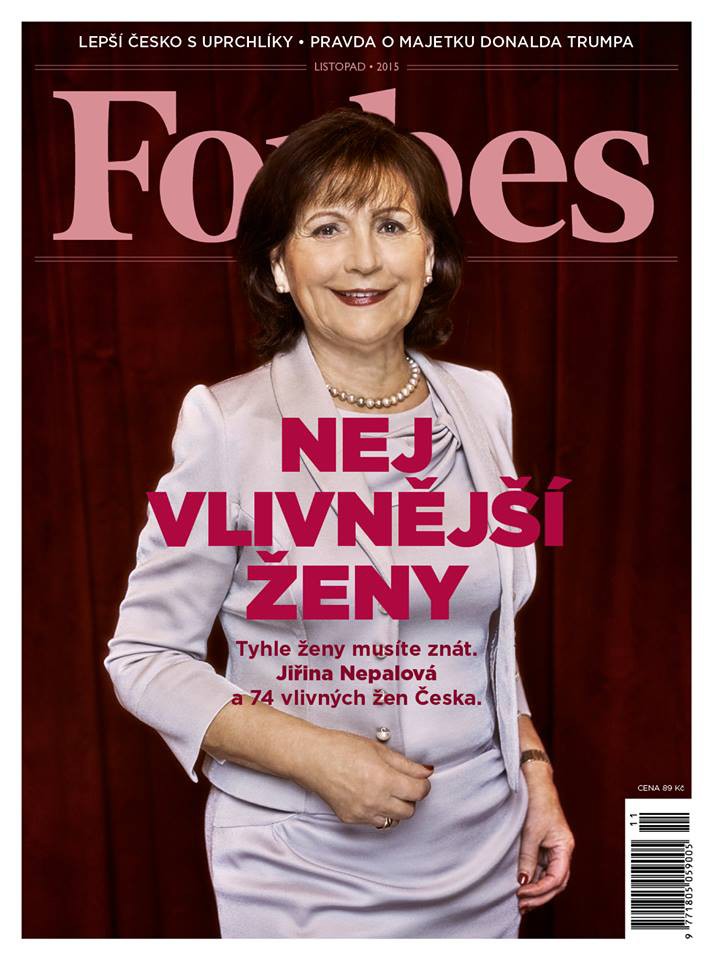 LEPŠÍ ČESKO S UPRCHLÍKY • PRAVDA O MAJETKU DONALDA TRUMPA
LISTOPAD • 2015
Forbes
NEJ
VLIVNĚJŠÍ
ŽENY
Tyhle ženy musíte znát.
Jiřina Nepalová
a 74 vlivných žen Česka.
CENA 89 Kč
11
9 771805 059005